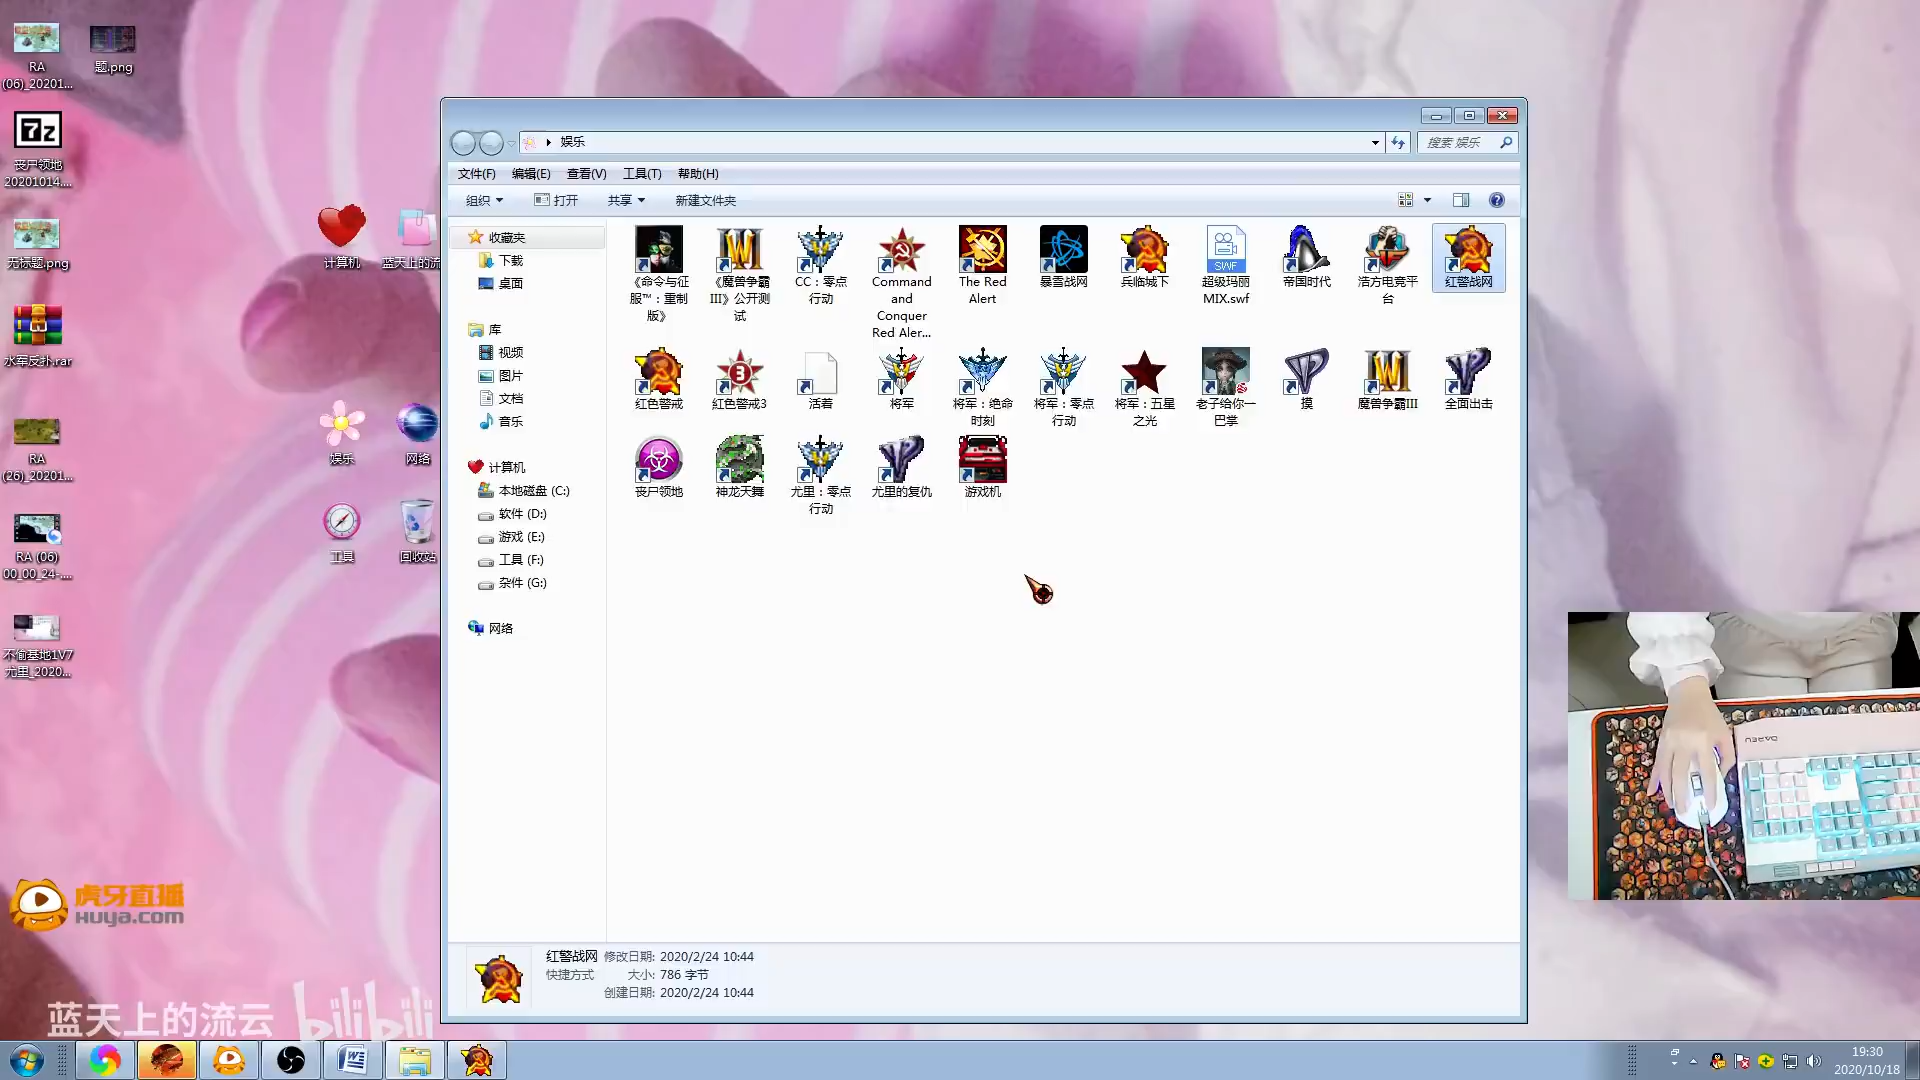 RA
(06)_20201...
题.png
7z
丧尸领地
20201014....
无标题.png
水军反扑.rar
RA
(26)_20201...
RA (06)
00_00_24-....
不偷基地1V7
尤里_2020...
计算机
蓝天上的流
娱乐
网络
工具
回收站
娱乐
搜索 娱乐
文件(F)
编辑(E)
查看(V)
工具(T)
帮助(H)
组织
打开
共享
新建文件夹
收藏夹
下载
桌面
库
视频
图片
文档
音乐
计算机
本地磁盘 (C:)
软件 (D:)
游戏 (E:)
工具 (F:)
杂件 (G:)
网络
《命令与征
服™:重制
版》
《魔兽争霸
III》公开测
试
CC:零点
行动
Command
and
Conquer
Red Aler...
The Red
Alert
暴雪战网
兵临城下
SWF
超级玛丽
MIX.swf
帝国时代
浩方电竞平
台
红警战网
红色警戒
3
紅色警戒3
活着
将军
将军:绝命
时刻
将军:零点
行动
将军:五星
之光
老子给你一
巴掌
摸
魔兽争霸III
全面出击
丧尸领地
神龙天舞
尤里:零点
行动
尤里的复仇
游戏机
红警战网
修改日期: 2020/2/24 10:44
快捷方式
大小: 786 字节
创建日期: 2020/2/24 10:44
虎牙直播
HUYA.com
蓝天上的流云
bilibili
DAREU
19:30
2020/10/18